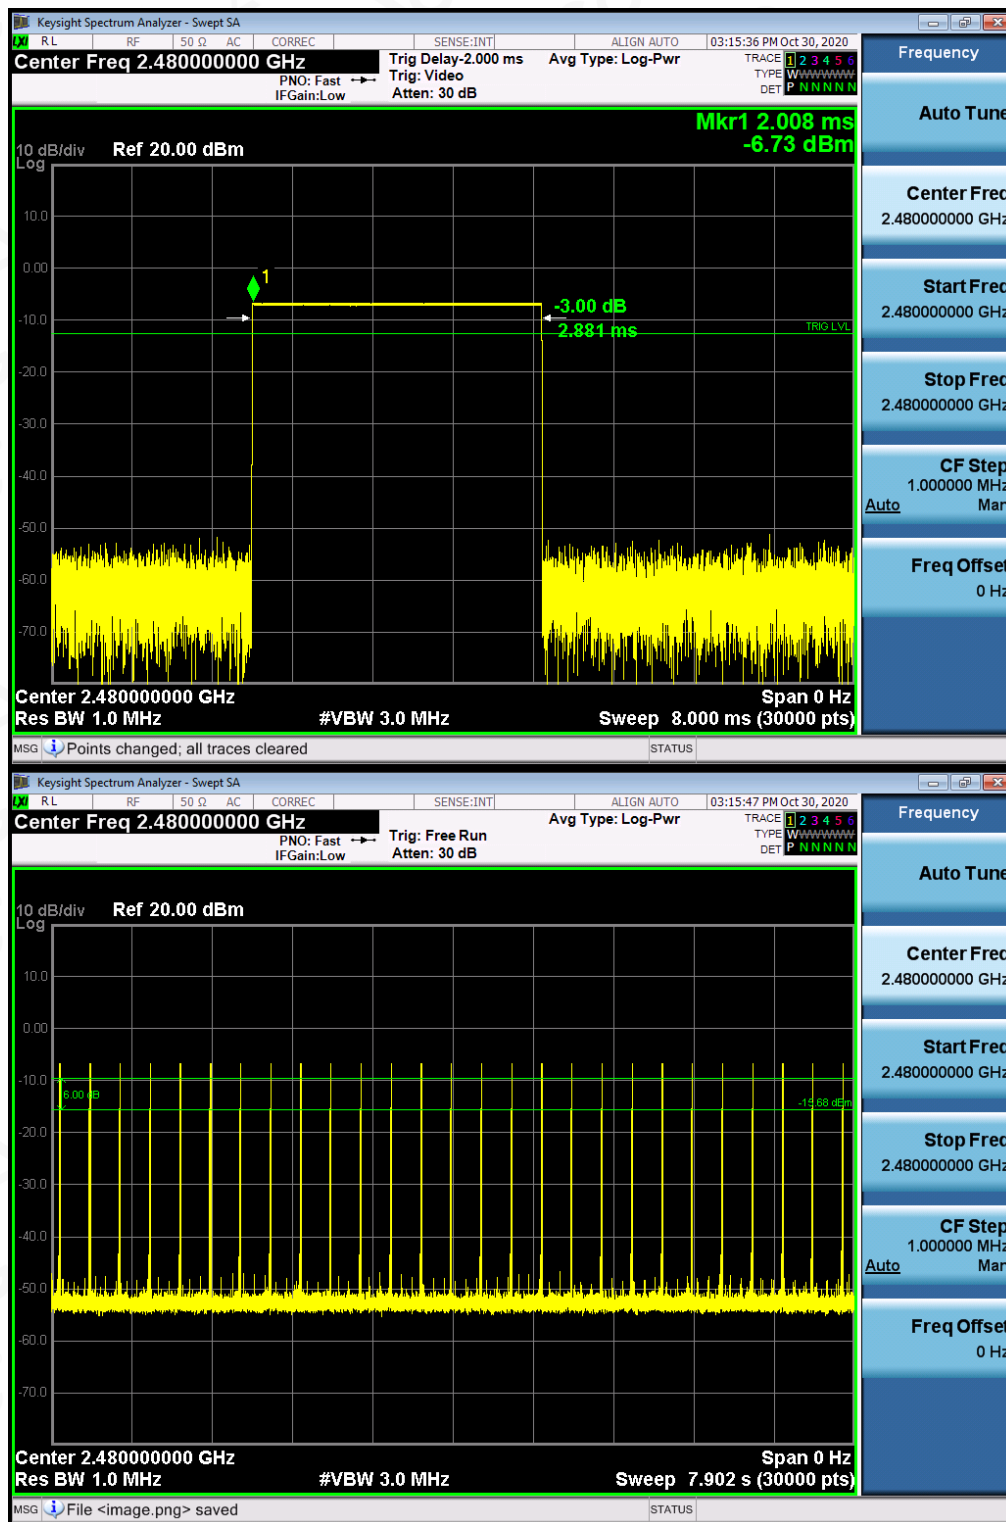 Keysight Spectrum Analyzer - Swept SA
LXI RL RF 50 Ω AC CORREC SENSE:INT ALIGN AUTO 03:15:36 PM Oct 30, 2020
Center Freq 2.480000000 GHz
PNO: Fast
IFGain:Low
Trig Delay-2.000 ms
Trig: Video
Atten: 30 dB
Avg Type: Log-Pwr
TRACE 1 2 3 4 5 6
TYPE WWWWWWW
DET P N N N N N
Frequency
Auto Tune
Center Freq
2.480000000 GHz
Start Freq
2.480000000 GHz
Stop Freq
2.480000000 GHz
CF Step
1.000000 MHz
Auto Man
Freq Offset
0 Hz
Mkr1 2.008 ms
-6.73 dBm
10 dB/div Ref 20.00 dBm
Log
10.0
0.00
-10.0
-20.0
-30.0
-40.0
-50.0
-60.0
-70.0
1
-3.00 dB
2.881 ms
TRIG LVL
Center 2.480000000 GHz Span 0 Hz
Res BW 1.0 MHz #VBW 3.0 MHz Sweep 8.000 ms (30000 pts)
MSG Points changed; all traces cleared STATUS
Keysight Spectrum Analyzer - Swept SA
LXI RL RF 50 Ω AC CORREC SENSE:INT ALIGN AUTO 03:15:47 PM Oct 30, 2020
Center Freq 2.480000000 GHz
PNO: Fast
IFGain:Low
Trig: Free Run
Atten: 30 dB
Avg Type: Log-Pwr
TRACE 1 2 3 4 5 6
TYPE WWWWWWW
DET P N N N N N
Frequency
Auto Tune
Center Freq
2.480000000 GHz
Start Freq
2.480000000 GHz
Stop Freq
2.480000000 GHz
CF Step
1.000000 MHz
Auto Man
Freq Offset
0 Hz
10 dB/div Ref 20.00 dBm
Log
10.0
0.00
-10.0
-20.0
-30.0
-40.0
-50.0
-60.0
-70.0
6.00 dB
-15.68 dBm
Center 2.480000000 GHz Span 0 Hz
Res BW 1.0 MHz #VBW 3.0 MHz Sweep 7.902 s (30000 pts)
MSG File <image.png> saved STATUS